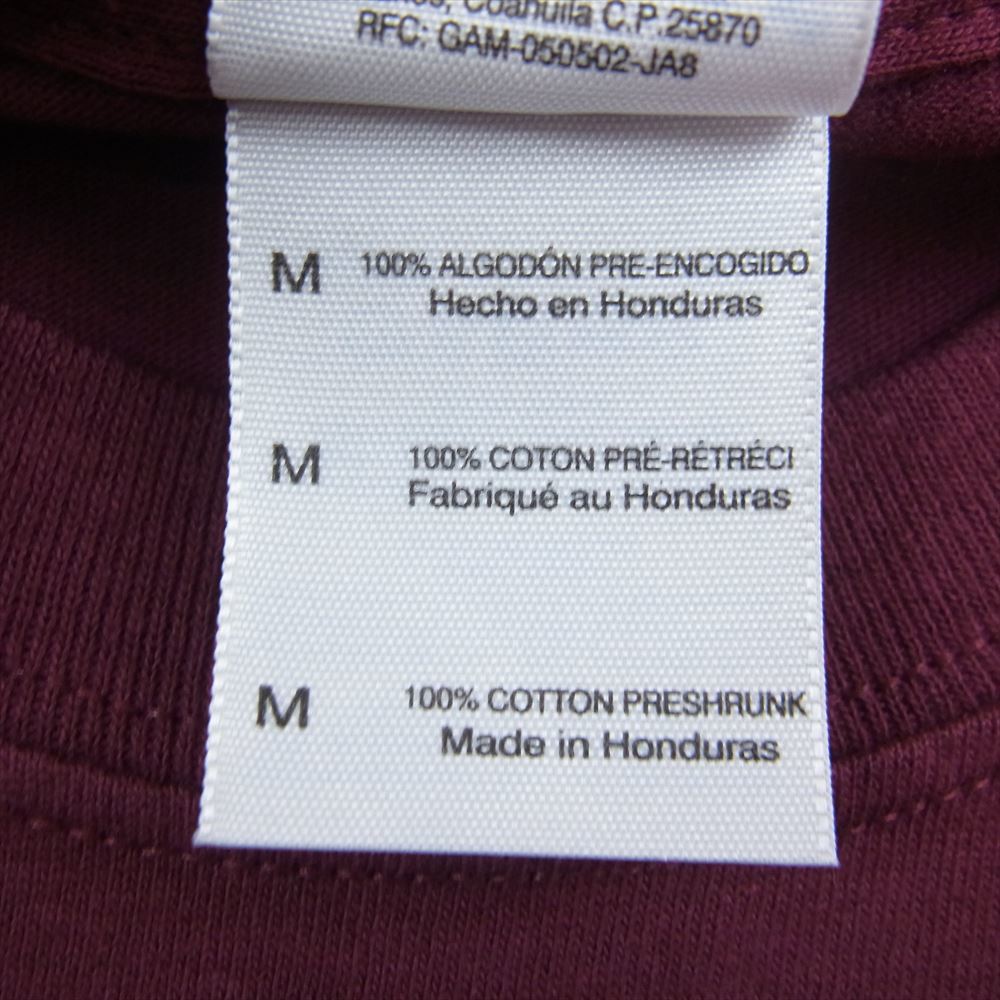 Coahuila C.P. 25870
RFC: GAM-050502-JA8
M 100% ALGODÓN PRE-ENCOGIDO
Hecho en Honduras
M 100% COTON PRÉ-RÉTRÉCI
Fabriqué au Honduras
M 100% COTTON PRESHRUNK
Made in Honduras